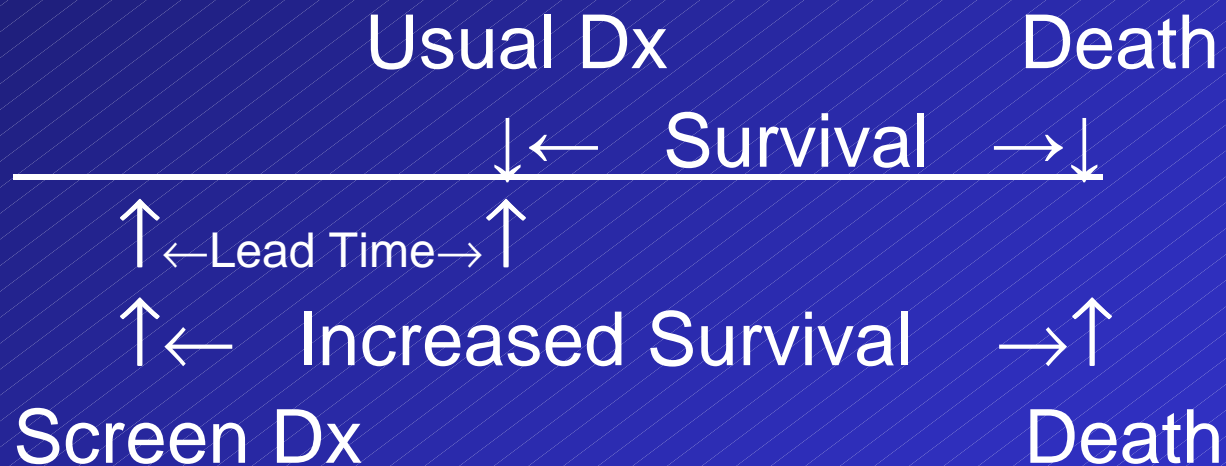 Usual Dx Death
↓← Survival →↓
↑←Lead Time→↑
↑← Increased Survival →↑
Screen Dx Death